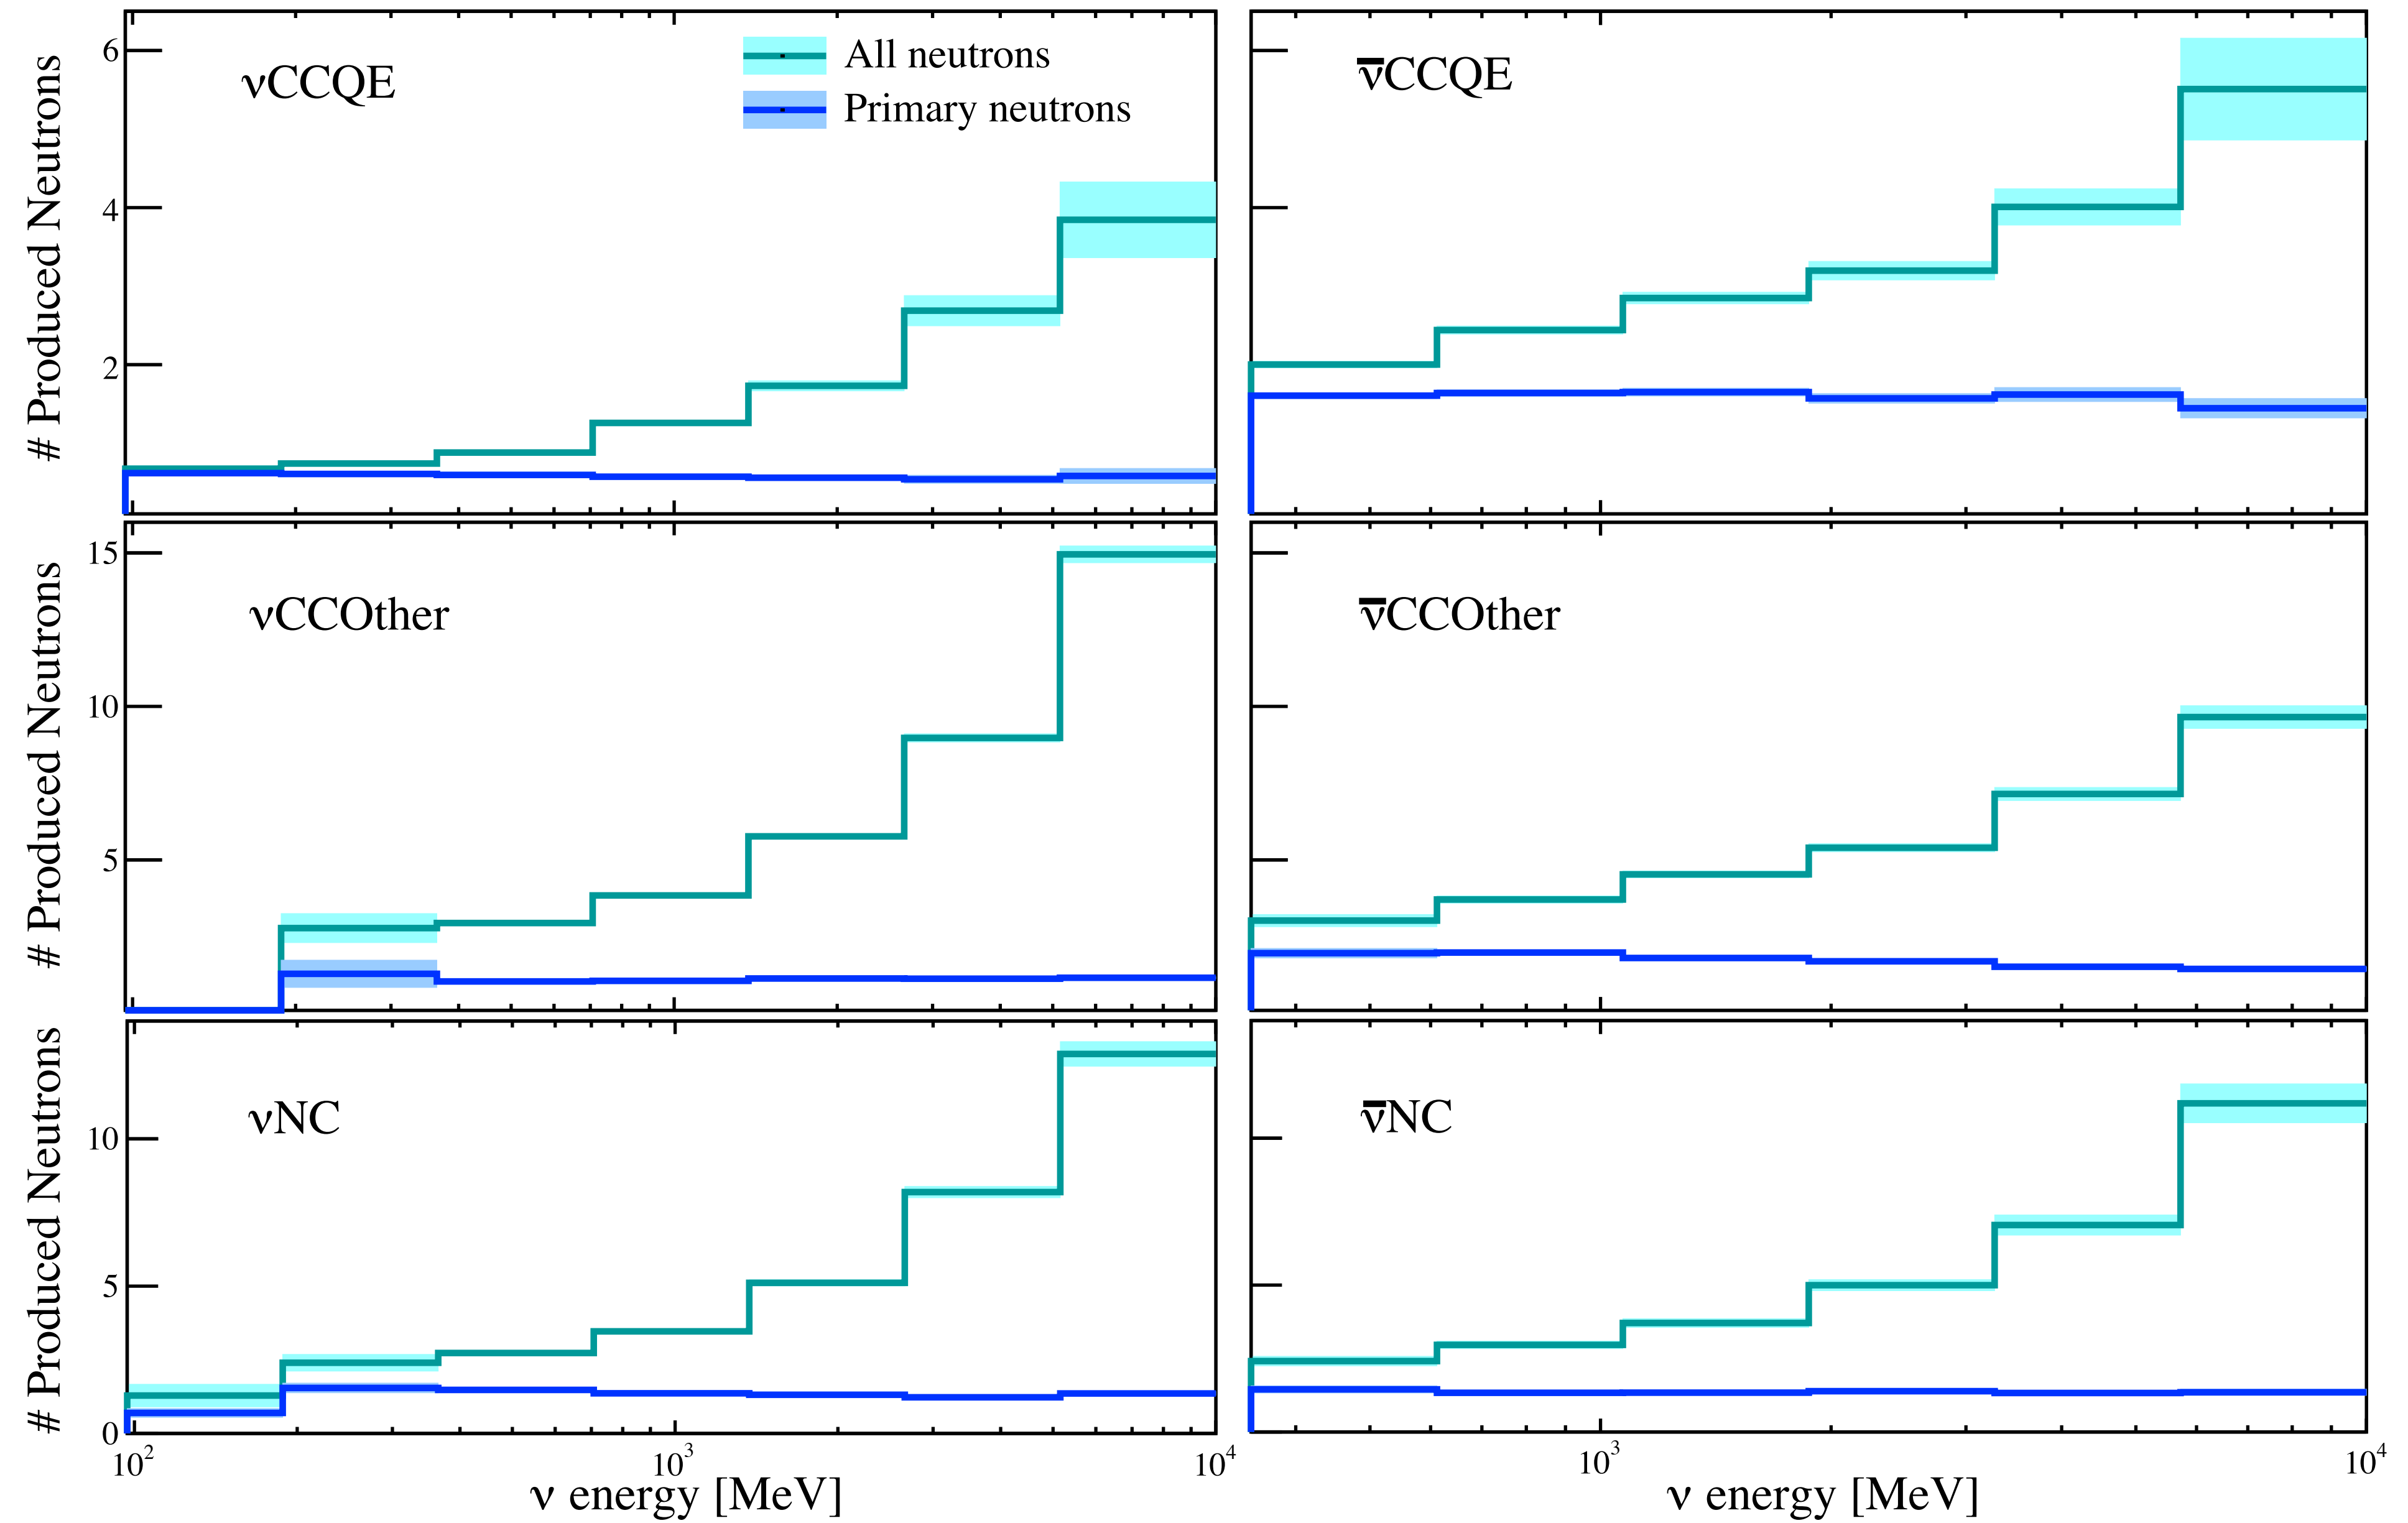 # Produced Neutrons
6
4
2
νCCQE
All neutrons
Primary neutrons
ν̅CCQE
# Produced Neutrons
15
10
5
νCCOther
ν̅CCOther
# Produced Neutrons
10
5
0
νNC
ν̅NC
10² 10³ 10⁴
10³ 10⁴
ν energy [MeV]
ν energy [MeV]